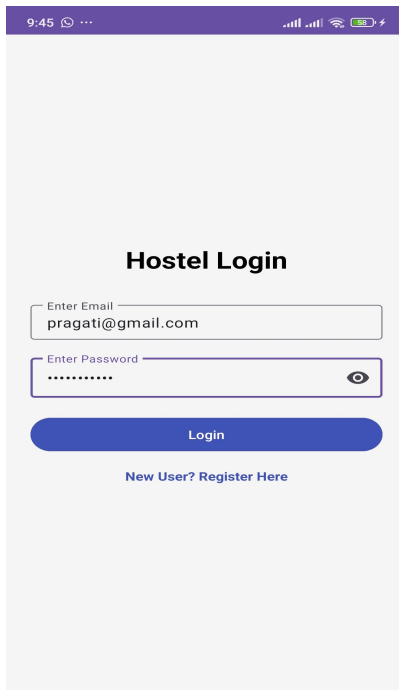 9:45 ...
58
Hostel Login
Enter Email
pragati@gmail.com
Enter Password
•••••••••••
Login
New User? Register Here